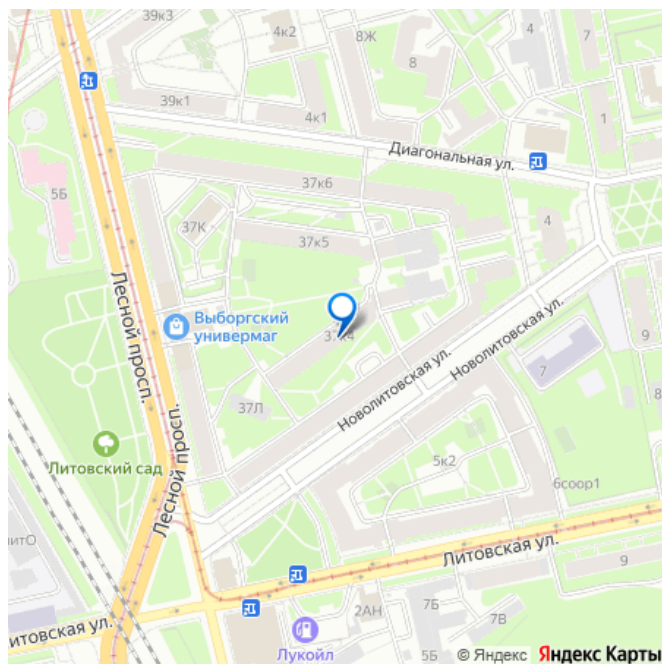 39к3
4к2
8Ж
8
4
7
39к1
4к1
1
Диагональная ул.
5Б
37к6
37К
37к5
4
Лесной просп.
Выборгский
универмаг
37к4
Новолитовская ул.
Новолитовская ул.
9
7
37Л
Лесной просп.
Литовский сад
5к2
6соор1
литО
Литовская ул.
9
2АН
7Б
7В
Литовская ул.
Лукойл
5Б
© Яндекс Яндекс Карты